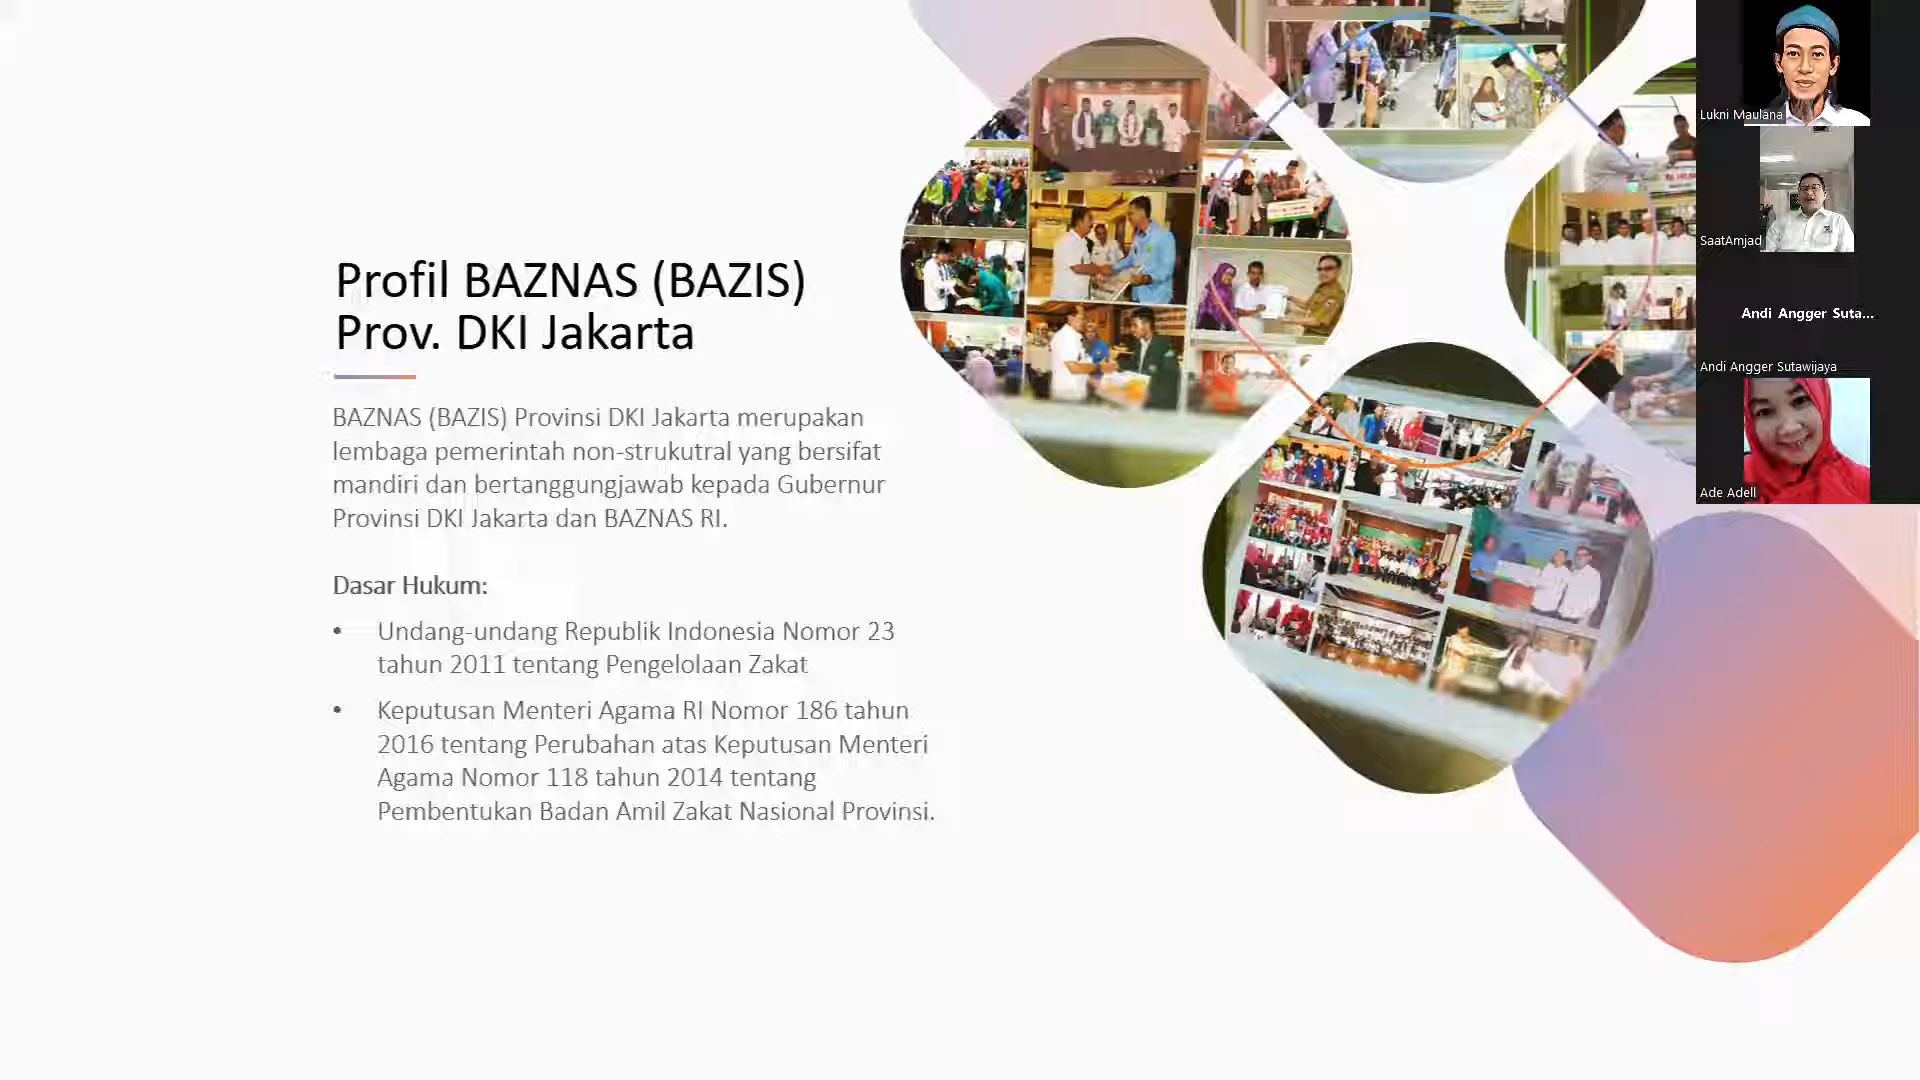 Profil BAZNAS (BAZIS)
Prov. DKI Jakarta
BAZNAS (BAZIS) Provinsi DKI Jakarta merupakan
lembaga pemerintah non-strukutral yang bersifat
mandiri dan bertanggungjawab kepada Gubernur
Provinsi DKI Jakarta dan BAZNAS RI.
Dasar Hukum:
• Undang-undang Republik Indonesia Nomor 23
tahun 2011 tentang Pengelolaan Zakat
• Keputusan Menteri Agama RI Nomor 186 tahun
2016 tentang Perubahan atas Keputusan Menteri
Agama Nomor 118 tahun 2014 tentang
Pembentukan Badan Amil Zakat Nasional Provinsi.
Lukni Maulana
SaatAmjad
Andi Angger Suta...
Andi Angger Sutawijaya
Ade Adell